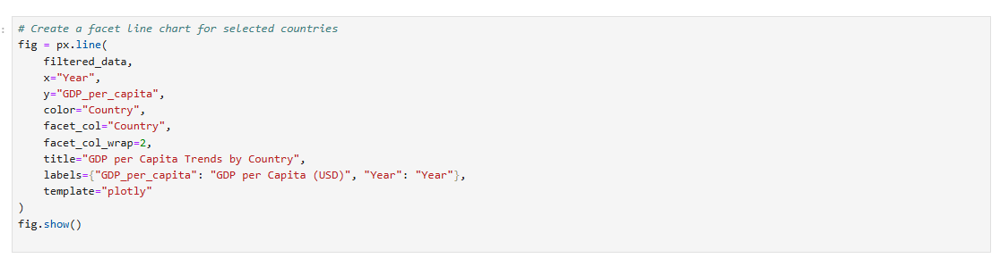 :
# Create a facet line chart for selected countries
fig = px.line(
    filtered_data,
    x="Year",
    y="GDP_per_capita",
    color="Country",
    facet_col="Country",
    facet_col_wrap=2,
    title="GDP per Capita Trends by Country",
    labels={"GDP_per_capita": "GDP per Capita (USD)", "Year": "Year"},
    template="plotly"
)
fig.show()